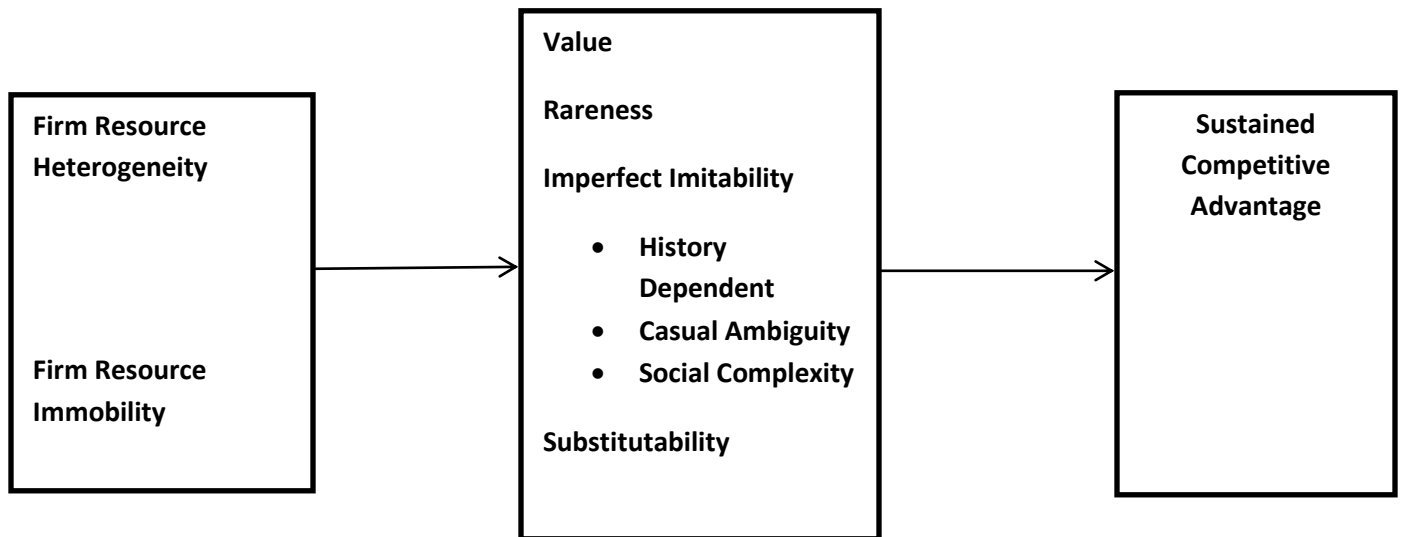 Firm Resource
Heterogeneity
Firm Resource
Immobility
Value
Rareness
Imperfect Imitability
• History
Dependent
• Casual Ambiguity
• Social Complexity
Substitutability
Sustained
Competitive
Advantage